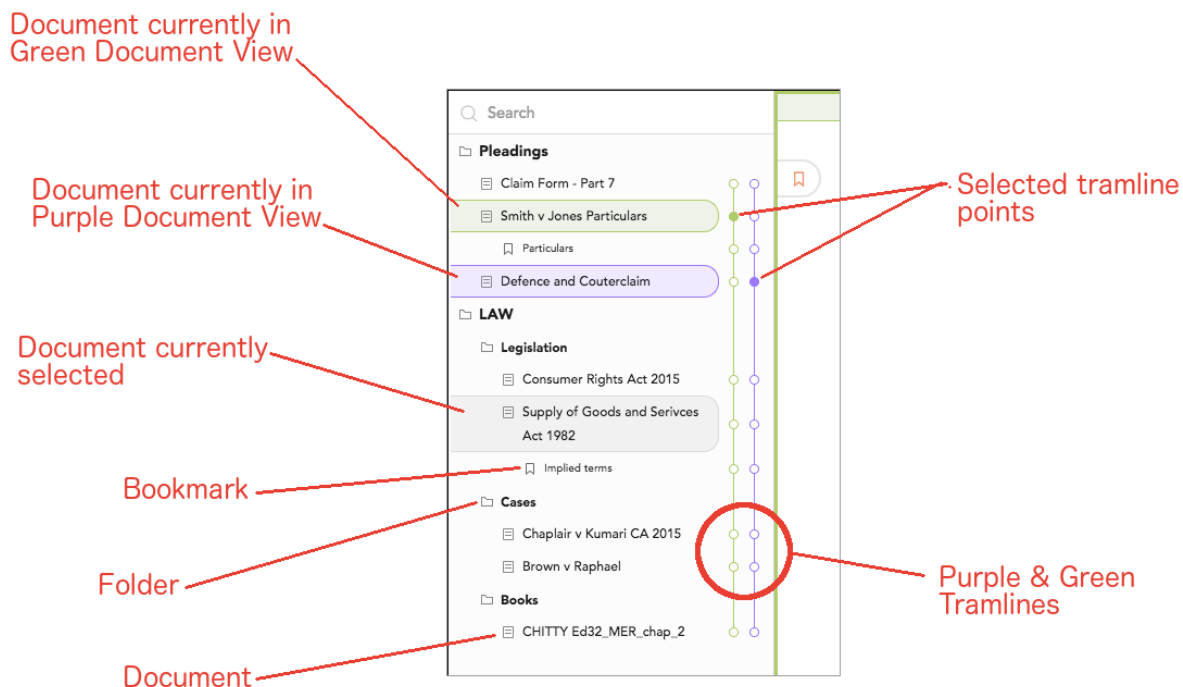 Document currently in
Green Document View
Search
Pleadings
Claim Form - Part 7
Document currently in
Purple Document View
Smith v Jones Particulars
Selected tramline
points
Particulars
Defence and Couterclaim
LAW
Document currently
selected
Legislation
Consumer Rights Act 2015
Supply of Goods and Serivces
Act 1982
Bookmark
Implied terms
Cases
Chaplair v Kumari CA 2015
Folder
Brown v Raphael
Purple & Green
Tramlines
Books
CHITTY Ed32_MER_chap_2
Document